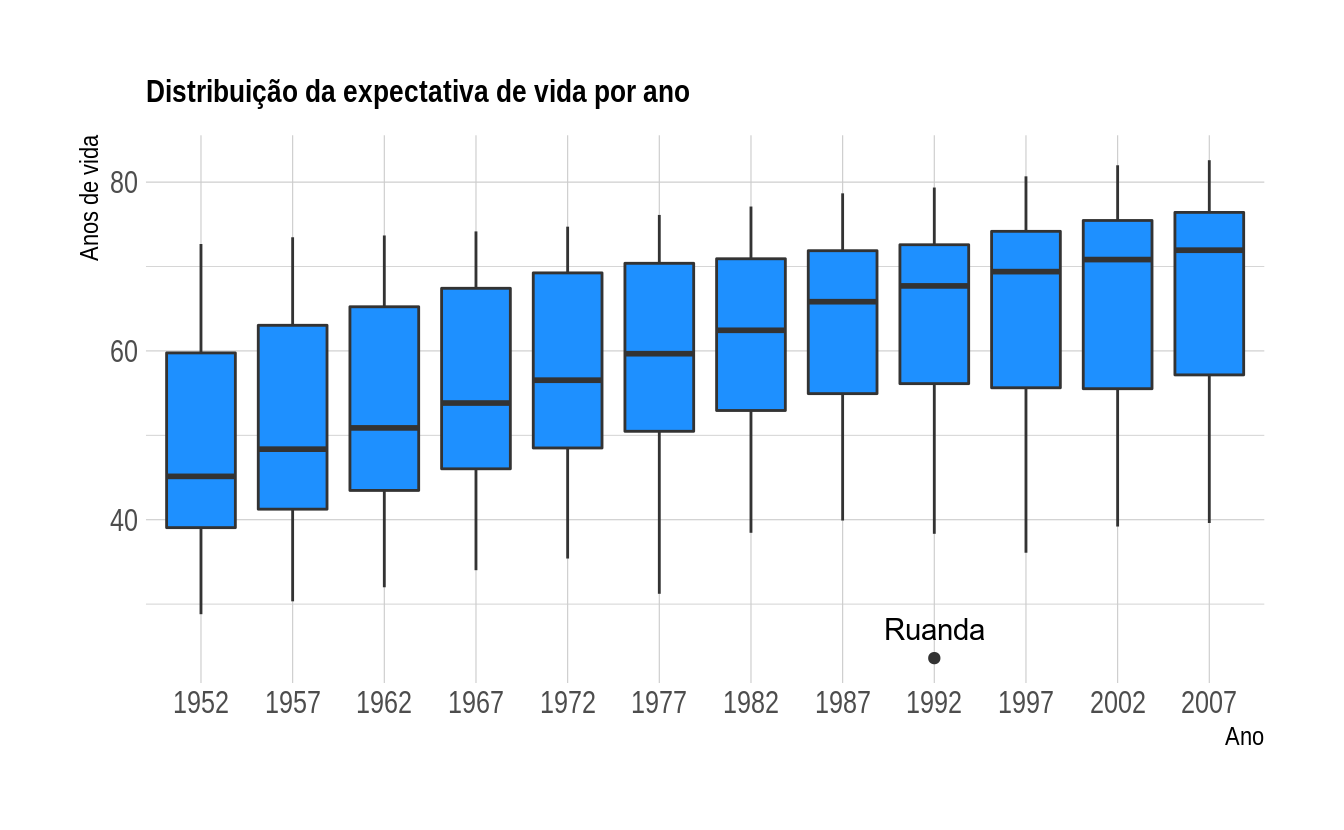 Distribuição da expectativa de vida por ano
Anos de vida
80
60
40
Ruanda
1952 1957 1962 1967 1972 1977 1982 1987 1992 1997 2002 2007
Ano